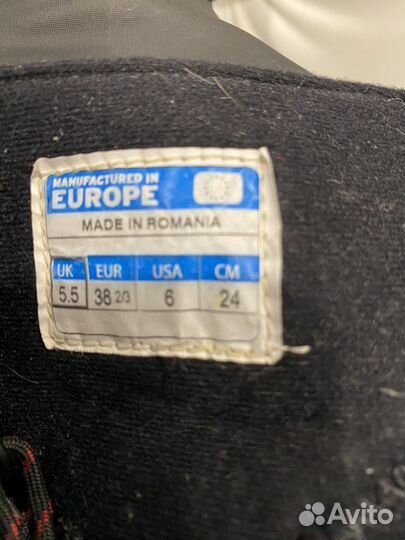 MANUFACTURED IN
EUROPE
MADE IN ROMANIA
UK EUR USA CM
5.5 38 2/3 6 24
Avito